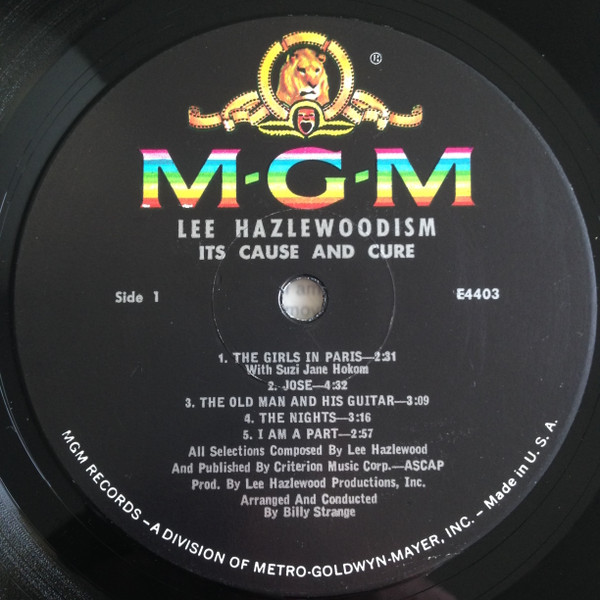 ®
M·G·M
LEE HAZLEWOODISM
ITS CAUSE AND CURE
Side 1
E4403
1. THE GIRLS IN PARIS—2:31
With Suzi Jane Hokom
2. JOSE—4:32
3. THE OLD MAN AND HIS GUITAR—3:09
4. THE NIGHTS—3:16
5. I AM A PART—2:57
All Selections Composed By Lee Hazlewood
And Published By Criterion Music Corp.—ASCAP
Prod. By Lee Hazlewood Productions, Inc.
Arranged And Conducted
By Billy Strange
MGM RECORDS – A DIVISION OF METRO-GOLDWYN-MAYER, INC. – Made in U. S. A.